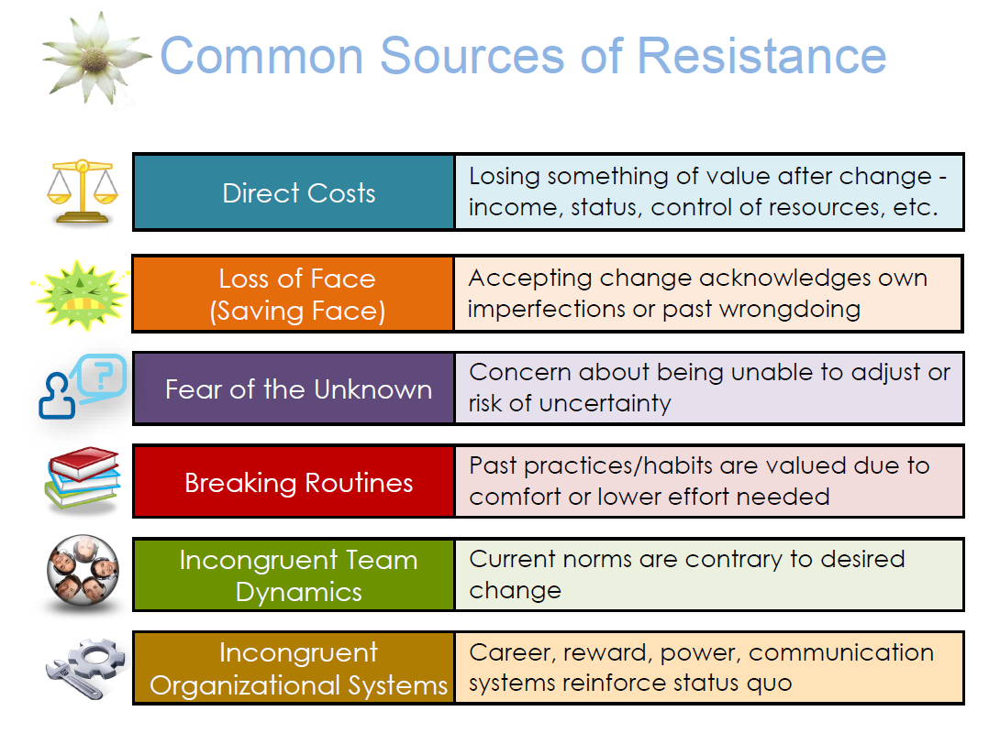 Common Sources of Resistance
Direct Costs
Losing something of value after change -
income, status, control of resources, etc.
Loss of Face
(Saving Face)
Accepting change acknowledges own
imperfections or past wrongdoing
Fear of the Unknown
Concern about being unable to adjust or
risk of uncertainty
?
Breaking Routines
Past practices/habits are valued due to
comfort or lower effort needed
Incongruent Team
Dynamics
Current norms are contrary to desired
change
Incongruent
Organizational Systems
Career, reward, power, communication
systems reinforce status quo